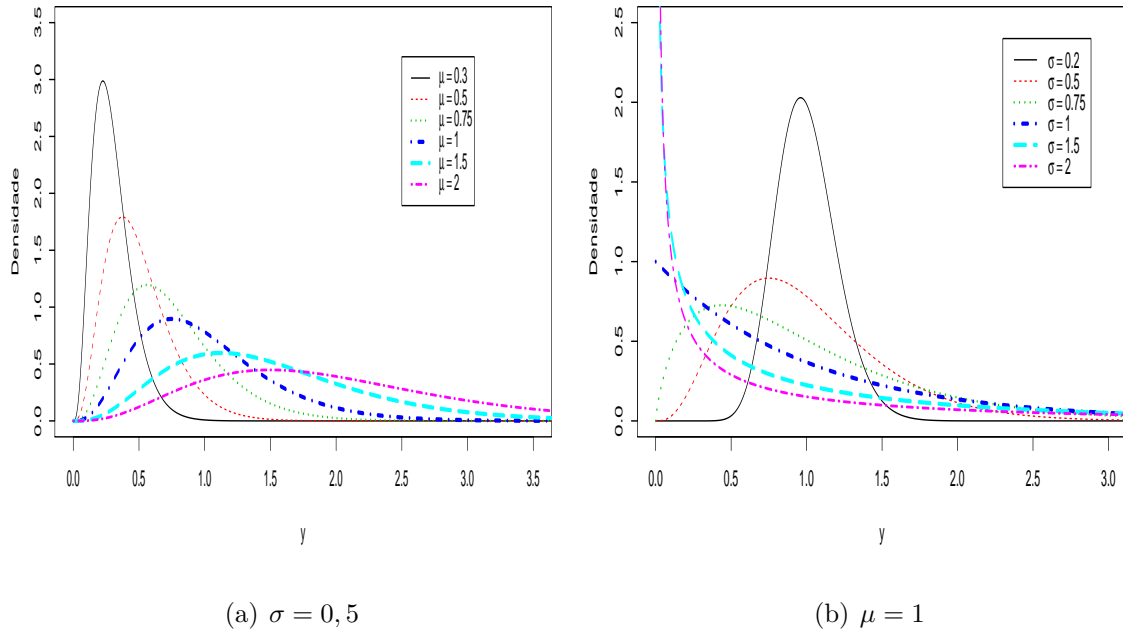 3.5
3.0
2.5
2.0
1.5
1.0
0.5
0.0
Densidade
μ = 0.3
μ = 0.5
μ = 0.75
μ = 1
μ = 1.5
μ = 2
0.0 0.5 1.0 1.5 2.0 2.5 3.0 3.5
y
(a) σ = 0, 5
2.5
2.0
1.5
1.0
0.5
0.0
Densidade
σ = 0.2
σ = 0.5
σ = 0.75
σ = 1
σ = 1.5
σ = 2
0.0 0.5 1.0 1.5 2.0 2.5 3.0
y
(b) μ = 1